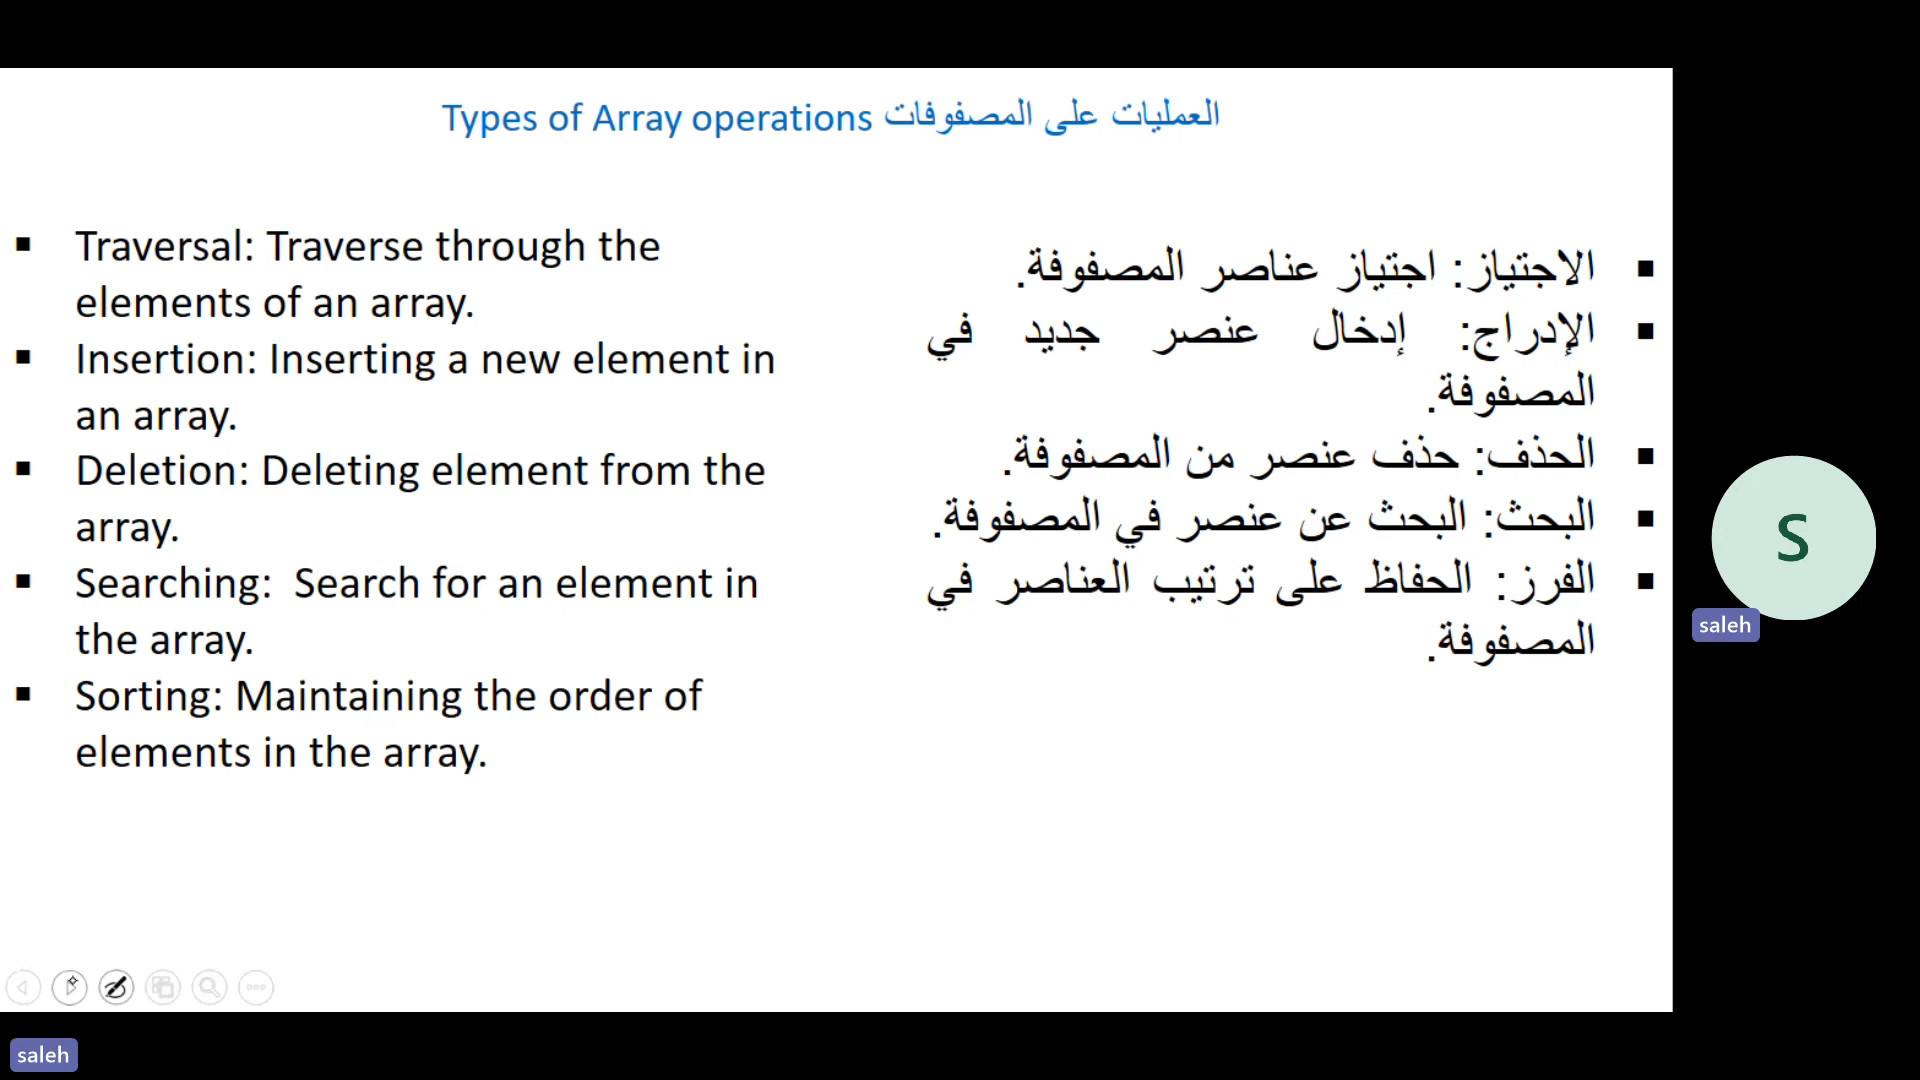 Types of Array operations العمليات على المصفوفات
▪ Traversal: Traverse through the
elements of an array.
▪ Insertion: Inserting a new element in
an array.
▪ Deletion: Deleting element from the
array.
▪ Searching:  Search for an element in
the array.
▪ Sorting: Maintaining the order of
elements in the array.
▪ الاجتياز: اجتياز عناصر المصفوفة.
▪ الإدراج: إدخال عنصر جديد في
المصفوفة.
▪ الحذف: حذف عنصر من المصفوفة.
▪ البحث: البحث عن عنصر في المصفوفة.
▪ الفرز: الحفاظ على ترتيب العناصر في
المصفوفة.
S
saleh
saleh